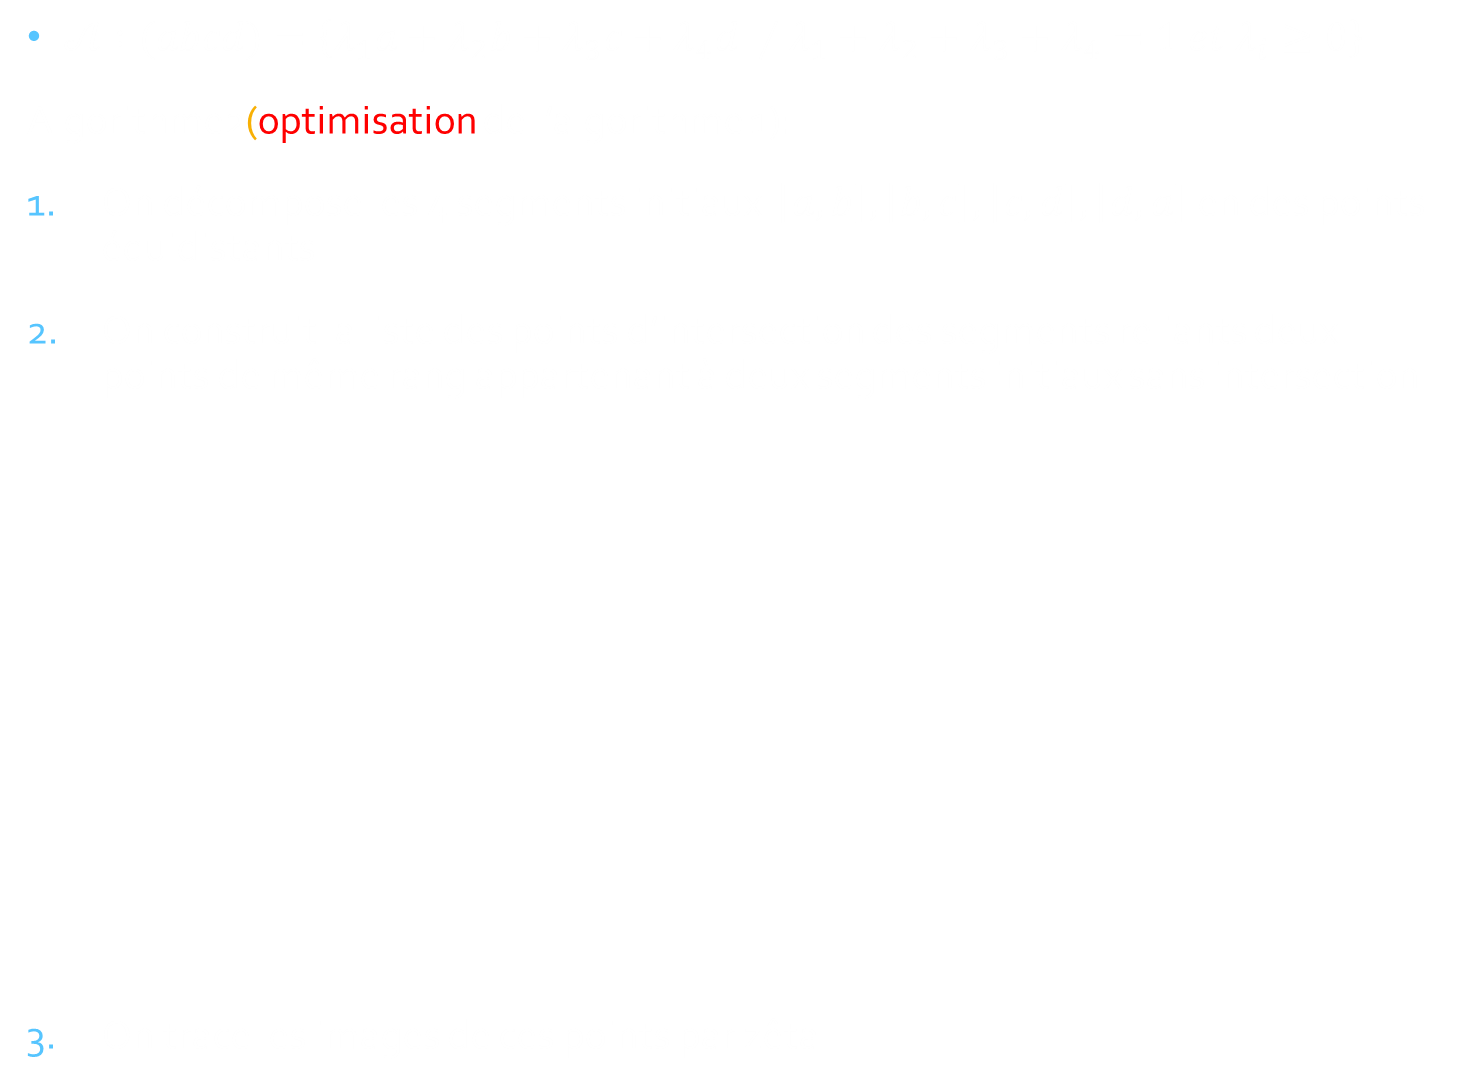 •
(optimisation
1.
2.
3.